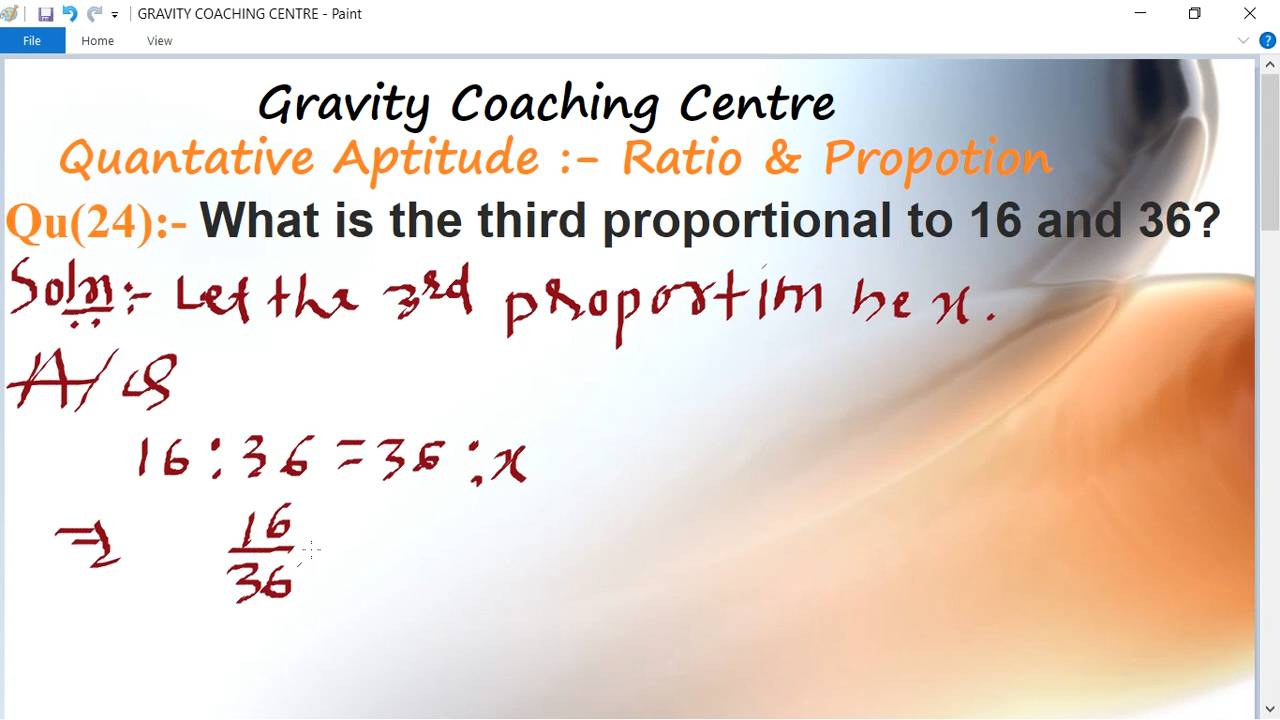 GRAVITY COACHING CENTRE - Paint
File Home View
Gravity Coaching Centre
Quantative Aptitude :- Ratio & Propotion
Qu(24):- What is the third proportional to 16 and 36?
Soln:- Let the 3rd proportion be x.
A/Q
16 : 36 = 36 : x
⇒ 16/36